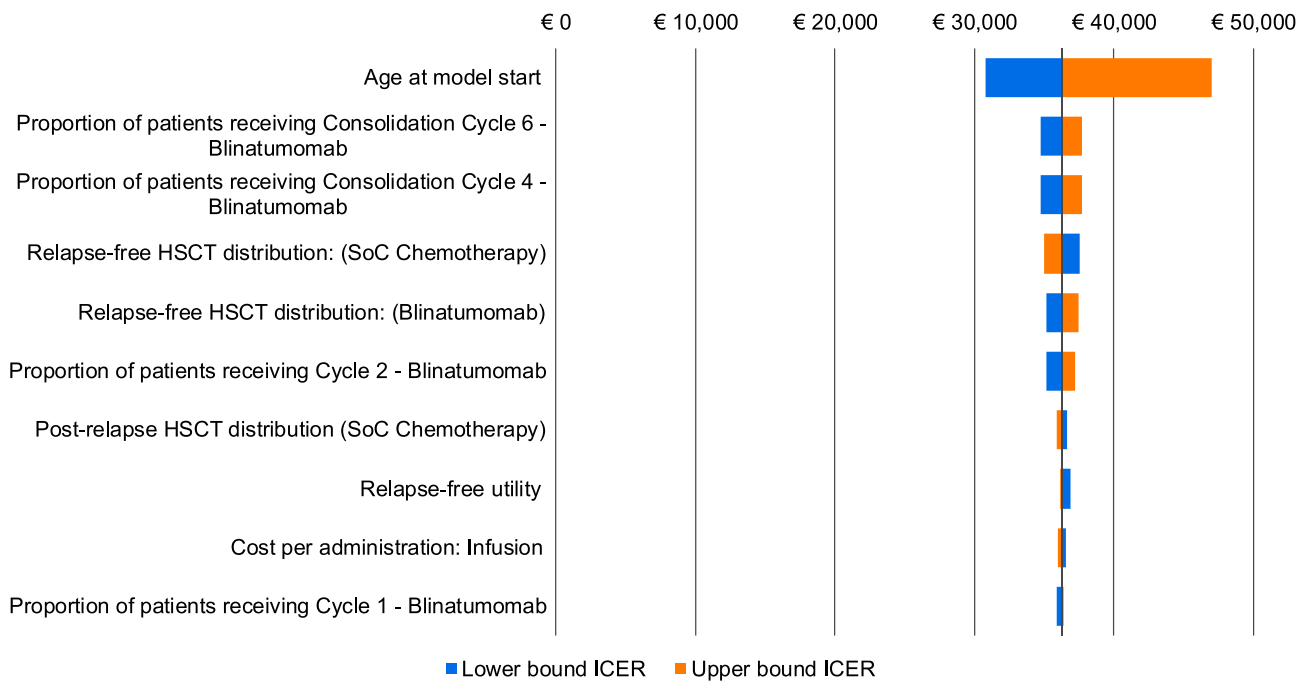 € 0 € 10,000 € 20,000 € 30,000 € 40,000 € 50,000
Age at model start
Proportion of patients receiving Consolidation Cycle 6 -
Blinatumomab
Proportion of patients receiving Consolidation Cycle 4 -
Blinatumomab
Relapse-free HSCT distribution: (SoC Chemotherapy)
Relapse-free HSCT distribution: (Blinatumomab)
Proportion of patients receiving Cycle 2 - Blinatumomab
Post-relapse HSCT distribution (SoC Chemotherapy)
Relapse-free utility
Cost per administration: Infusion
Proportion of patients receiving Cycle 1 - Blinatumomab
Lower bound ICER Upper bound ICER